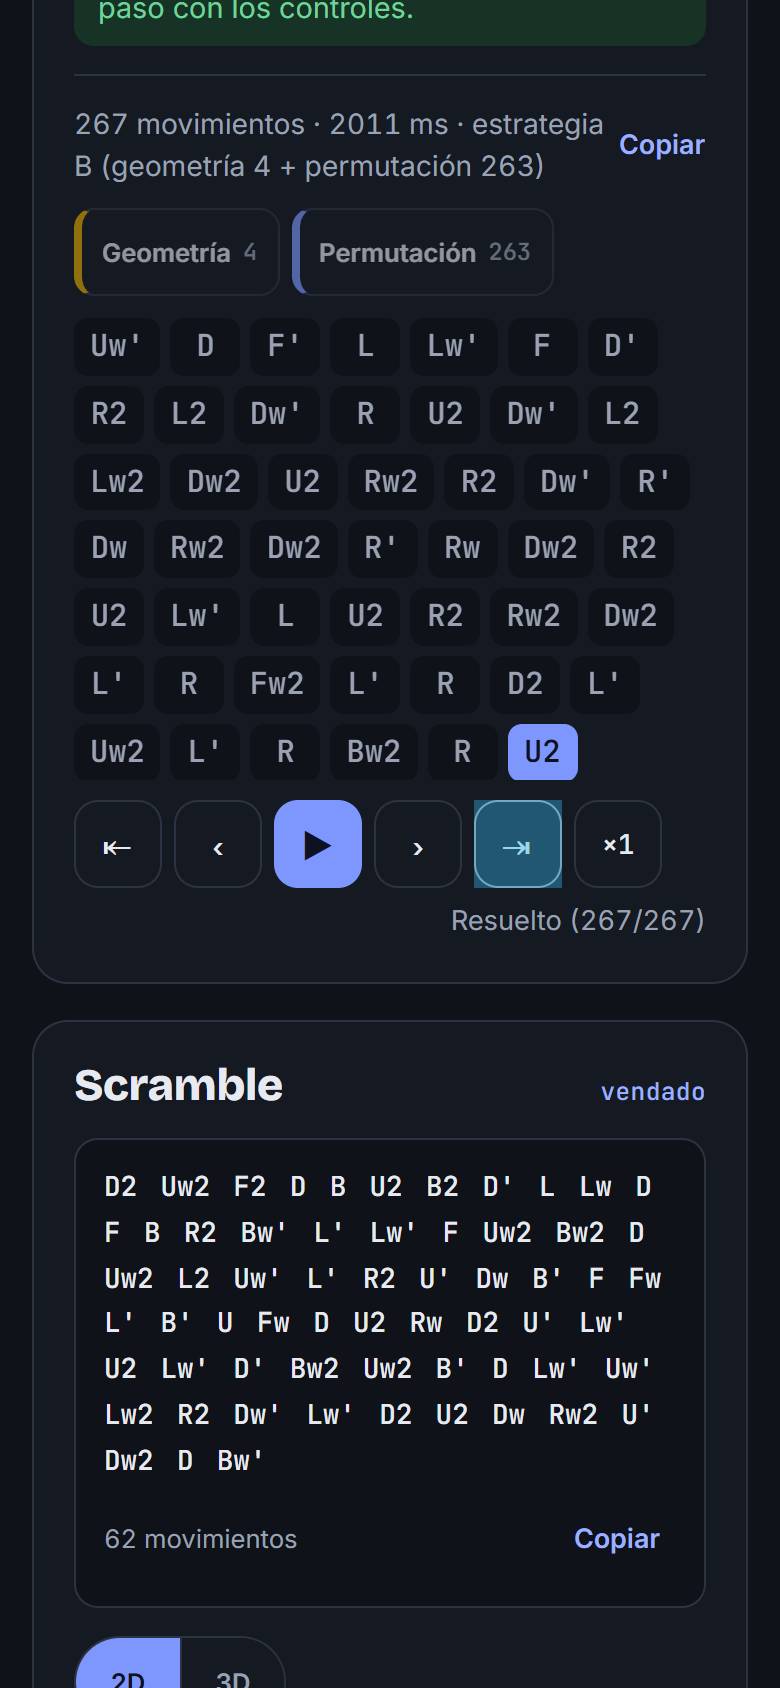 paso con los controles.
267 movimientos · 2011 ms · estrategia
B (geometría 4 + permutación 263)
Copiar
Geometría 4 Permutación 263
Uw' D F' L Lw' F D'
R2 L2 Dw' R U2 Dw' L2
Lw2 Dw2 U2 Rw2 R2 Dw' R'
Dw Rw2 Dw2 R' Rw Dw2 R2
U2 Lw' L U2 R2 Rw2 Dw2
L' R Fw2 L' R D2 L'
Uw2 L' R Bw2 R U2
⇤ ‹ ▶ › ⇥ ×1
Resuelto (267/267)
Scramble vendado
D2 Uw2 F2 D B U2 B2 D' L Lw D
F B R2 Bw' L' Lw' F Uw2 Bw2 D
Uw2 L2 Uw' L' R2 U' Dw B' F Fw
L' B' U Fw D U2 Rw D2 U' Lw'
U2 Lw' D' Bw2 Uw2 B' D Lw' Uw'
Lw2 R2 Dw' Lw' D2 U2 Dw Rw2 U'
Dw2 D Bw'
62 movimientos Copiar
2D 3D